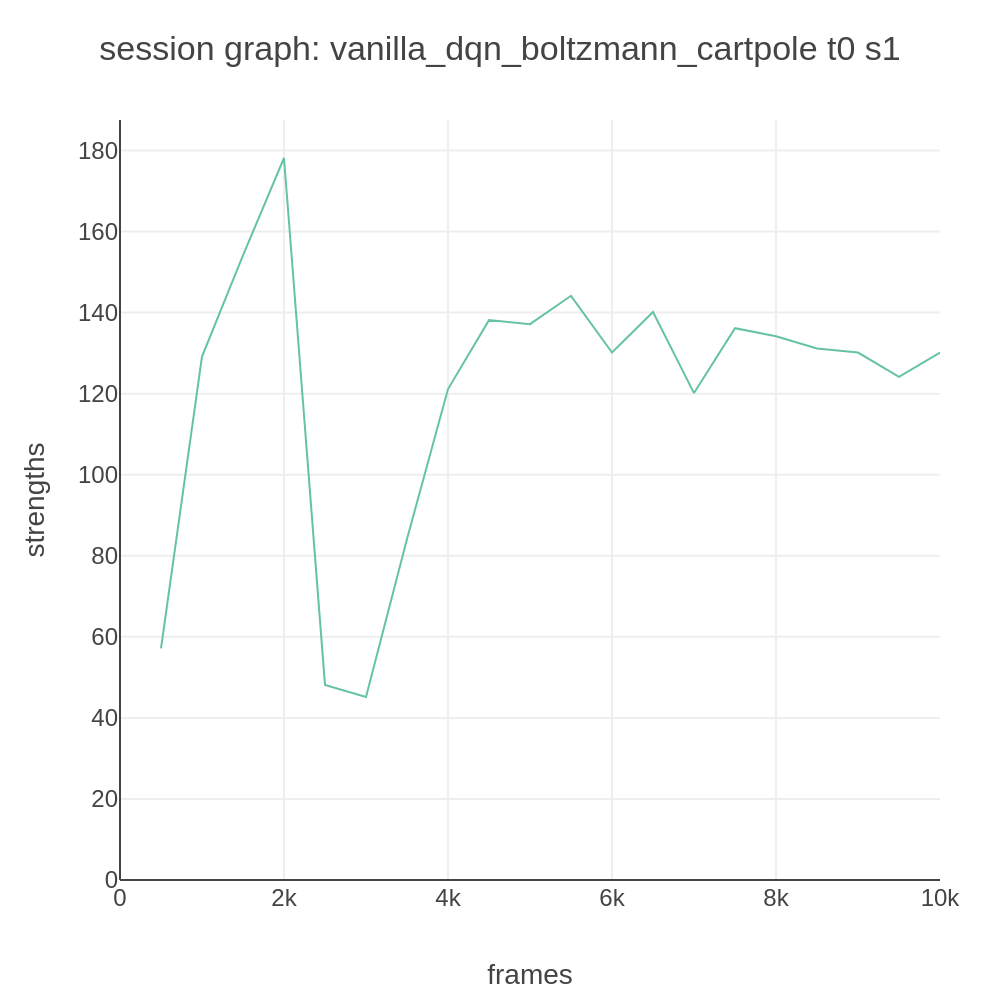 session graph: vanilla_dqn_boltzmann_cartpole t0 s1
strengths
180
160
140
120
100
80
60
40
20
0
0 2k 4k 6k 8k 10k
frames